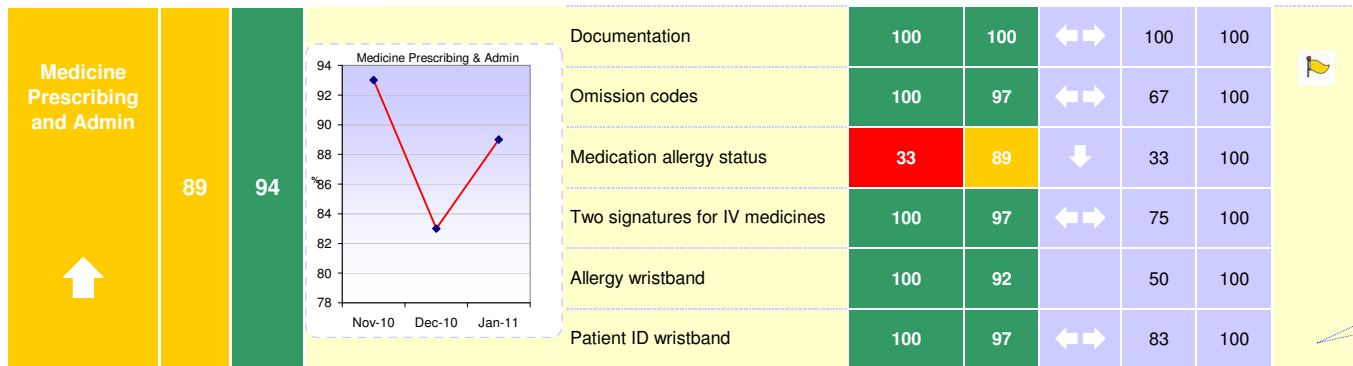 Medicine
Prescribing
and Admin
89
94
Medicine Prescribing & Admin
94
92
90
88
86
84
82
80
78
%
Nov-10 Dec-10 Jan-11
Documentation 100 100 100 100
Omission codes 100 97 67 100
Medication allergy status 33 89 33 100
Two signatures for IV medicines 100 97 75 100
Allergy wristband 100 92 50 100
Patient ID wristband 100 97 83 100